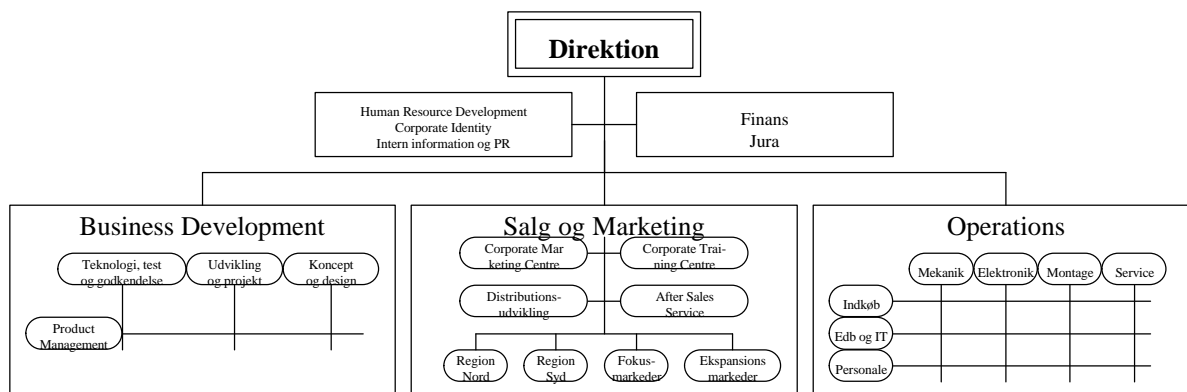 Direktion
Human Resource Development
Corporate Identity
Intern information og PR
Finans
Jura
Business Development
Teknologi, test
og godkendelse
Udvikling
og projekt
Koncept
og design
Product
Management
Salg og Marketing
Corporate Mar
keting Centre
Corporate Trai-
ning Centre
Distributions-
udvikling
After Sales
Service
Region
Nord
Region
Syd
Fokus-
markeder
Ekspansions
markeder
Operations
Mekanik
Elektronik
Montage
Service
Indkøb
Edb og IT
Personale